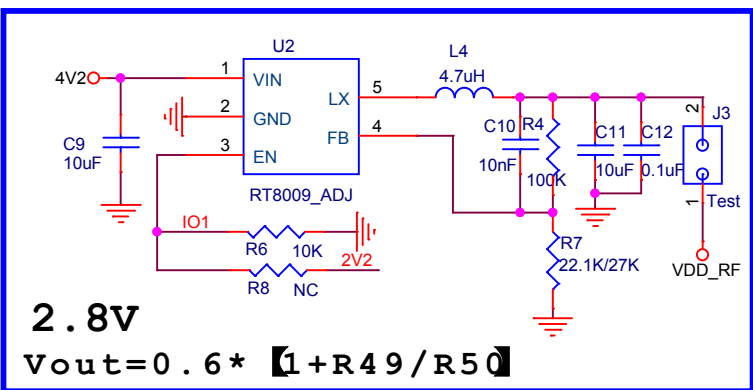 U2
L4
4V2
1
VIN
4.7uH
5
LX
2
J3
2
GND
4
FB
C10
R4
C11
C12
3
EN
C9
10uF
10nF
100K
10uF
0.1uF
RT8009_ADJ
1
Test
IO1
R6
10K
2V2
R7
22.1K/27K
VDD_RF
R8
NC
2.8V
Vout=0.6*【1+R49/R50】